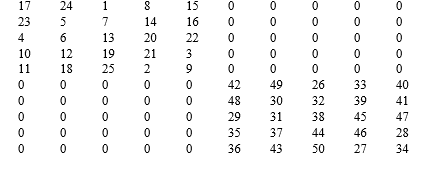 17 24 1 8 15 0 0 0 0 0
23 5 7 14 16 0 0 0 0 0
4 6 13 20 22 0 0 0 0 0
10 12 19 21 3 0 0 0 0 0
11 18 25 2 9 0 0 0 0 0
0 0 0 0 0 42 49 26 33 40
0 0 0 0 0 48 30 32 39 41
0 0 0 0 0 29 31 38 45 47
0 0 0 0 0 35 37 44 46 28
0 0 0 0 0 36 43 50 27 34